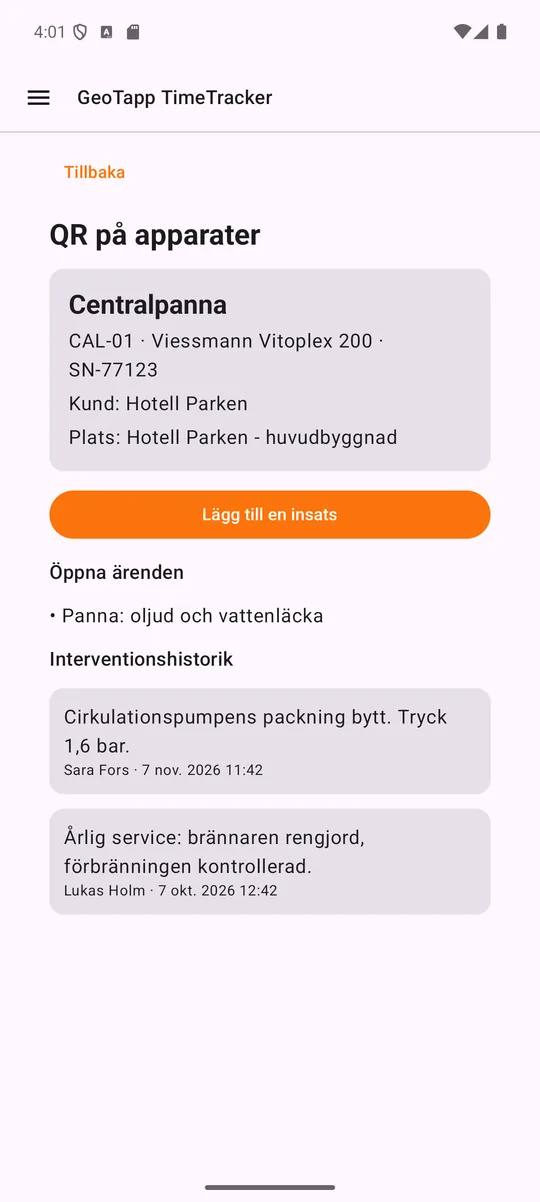 4:01
GeoTapp TimeTracker
Tillbaka
QR på apparater
Centralpanna
CAL-01 · Viessmann Vitoplex 200 ·
SN-77123
Kund: Hotell Parken
Plats: Hotell Parken - huvudbyggnad
Lägg till en insats
Öppna ärenden
• Panna: oljud och vattenläcka
Interventionshistorik
Cirkulationspumpens packning bytt. Tryck
1,6 bar.
Sara Fors · 7 nov. 2026 11:42
Årlig service: brännaren rengjord,
förbränningen kontrollerad.
Lukas Holm · 7 okt. 2026 12:42